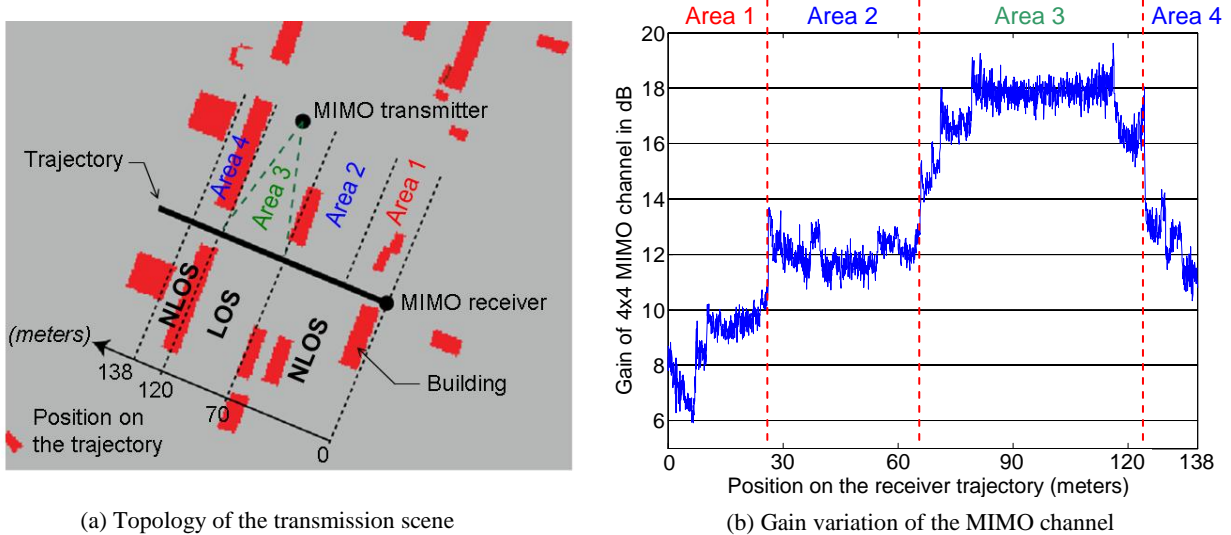 MIMO transmitter
Trajectory
Area 4
Area 3
Area 2
Area 1
NLOS
LOS
NLOS
MIMO receiver
(meters)
138
120
70
0
Building
Position on
the trajectory
(a) Topology of the transmission scene
Area 1 Area 2 Area 3 Area 4
Gain of 4x4 MIMO channel in dB
20
18
16
14
12
10
8
6
0 30 60 90 120 138
Position on the receiver trajectory (meters)
(b) Gain variation of the MIMO channel